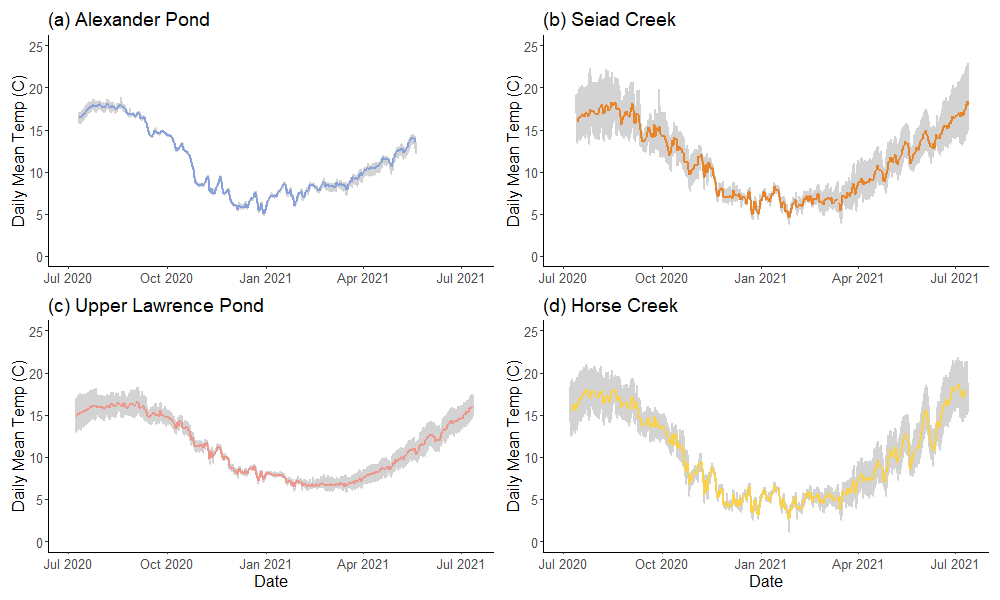 (a) Alexander Pond
Daily Mean Temp (C)
25
20
15
10
5
0
Jul 2020 Oct 2020 Jan 2021 Apr 2021 Jul 2021
(b) Seiad Creek
Daily Mean Temp (C)
25
20
15
10
5
0
Jul 2020 Oct 2020 Jan 2021 Apr 2021 Jul 2021
(c) Upper Lawrence Pond
Daily Mean Temp (C)
25
20
15
10
5
0
Jul 2020 Oct 2020 Jan 2021 Apr 2021 Jul 2021
Date
(d) Horse Creek
Daily Mean Temp (C)
25
20
15
10
5
0
Jul 2020 Oct 2020 Jan 2021 Apr 2021 Jul 2021
Date